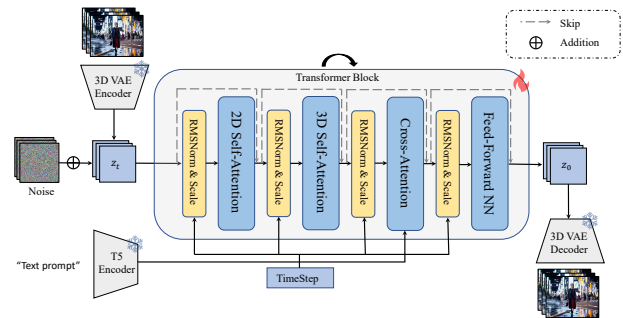 Skip
Addition
3D VAE
Encoder
Transformer Block
RMSNorm & Scale
2D Self-Attention
RMSNorm & Scale
3D Self-Attention
RMSNorm & Scale
Cross-Attention
RMSNorm & Scale
Feed-Forward NN
z_t
z_0
Noise
"Text prompt"
T5
Encoder
TimeStep
3D VAE
Decoder